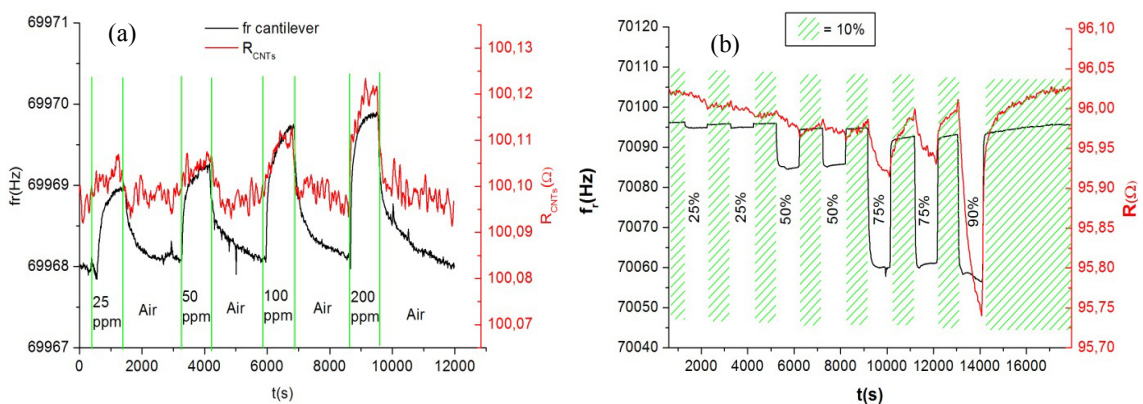 (a)
fr cantilever
R_CNTs
69971
69970
69969
69968
69967
fr(Hz)
100,13
100,12
100,11
100,10
100,09
100,08
100,07
R_CNTs(Ω)
25
ppm
Air
50
ppm
Air
100
ppm
Air
200
ppm
Air
0 2000 4000 6000 8000 10000 12000
t(s)
(b)
= 10%
70120
70110
70100
70090
70080
70070
70060
70050
70040
f_r(Hz)
96,10
96,05
96,00
95,95
95,90
95,85
95,80
95,75
95,70
R(Ω)
25%
25%
50%
50%
75%
75%
90%
2000 4000 6000 8000 10000 12000 14000 16000
t(s)